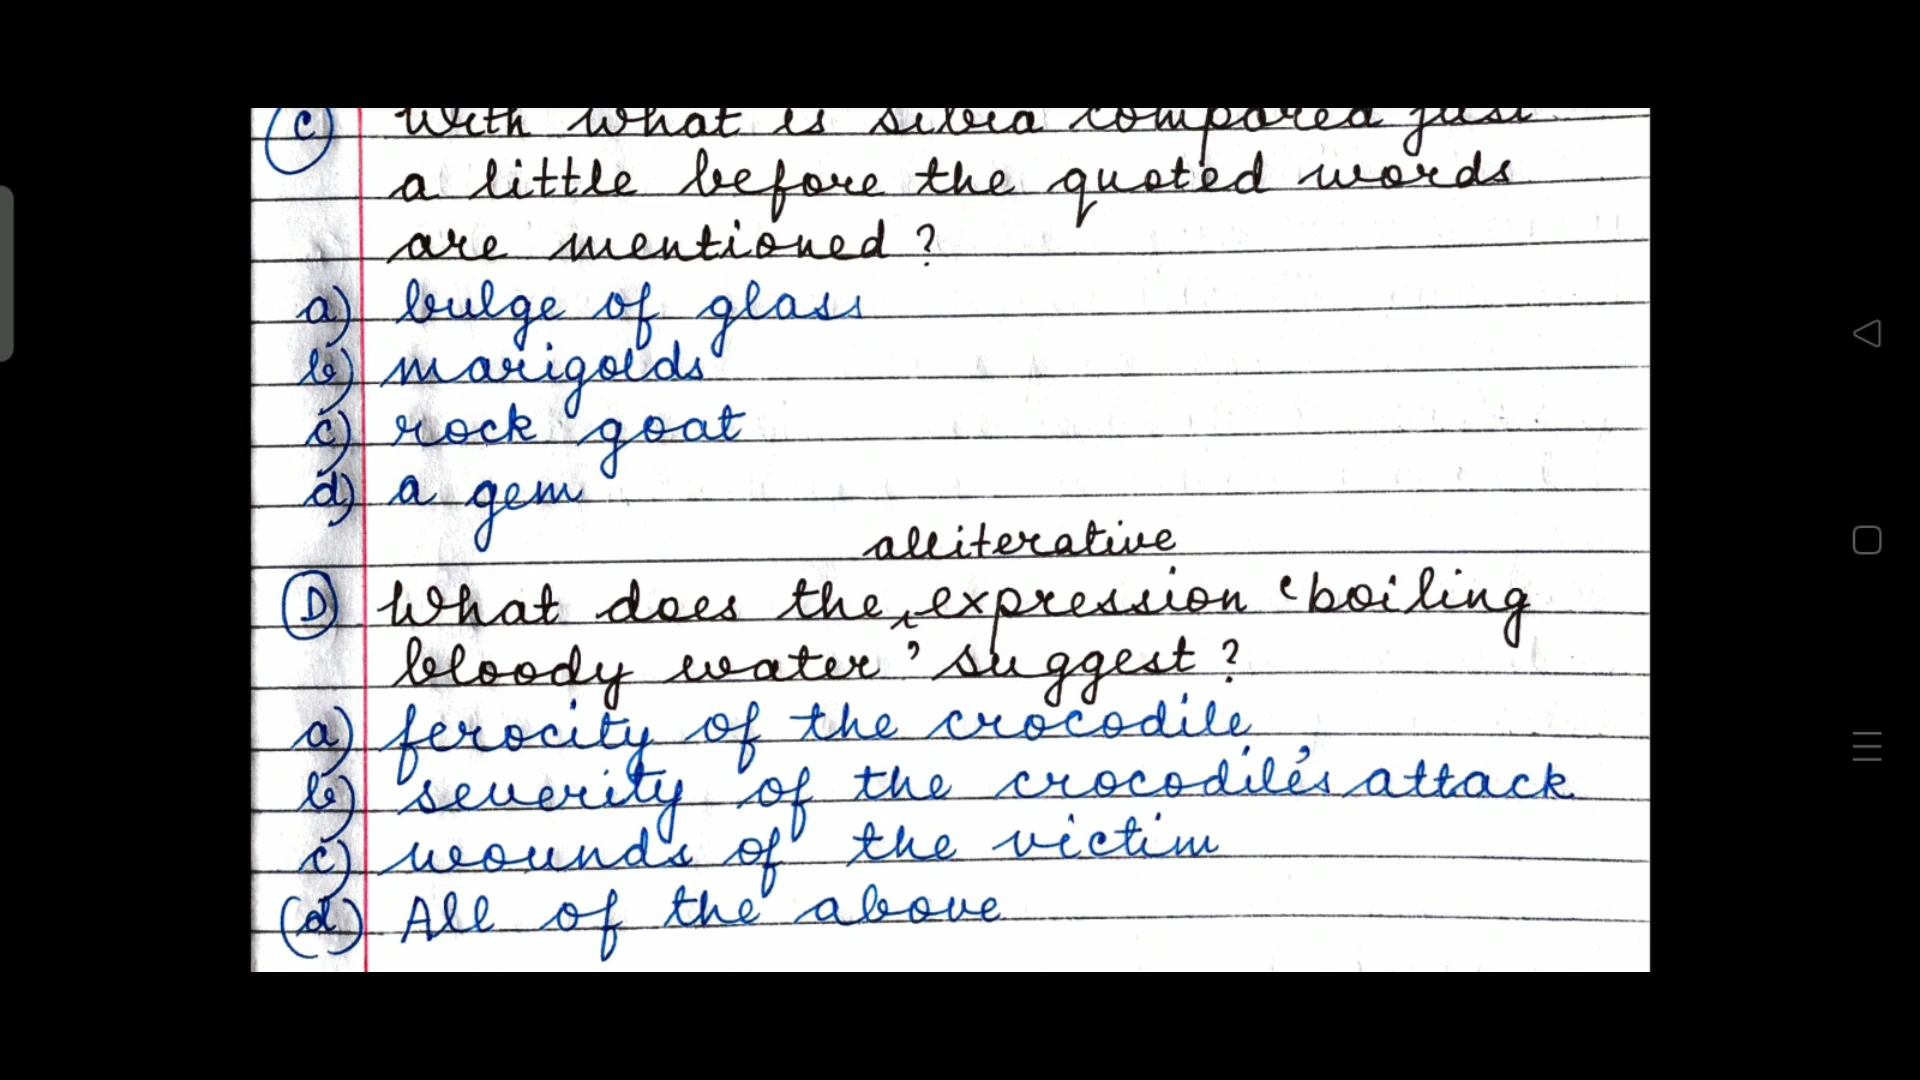 C) With what is sibia compared just
a little before the quoted words
are mentioned ?
a) bulge of glass
b) marigolds
c) rock goat
d) a gem
alliterative
D What does the expression 'boiling
bloody water' suggest ?
a) ferocity of the crocodile
b) severity of the crocodile's attack
c) wounds of the victim
(d) All of the above